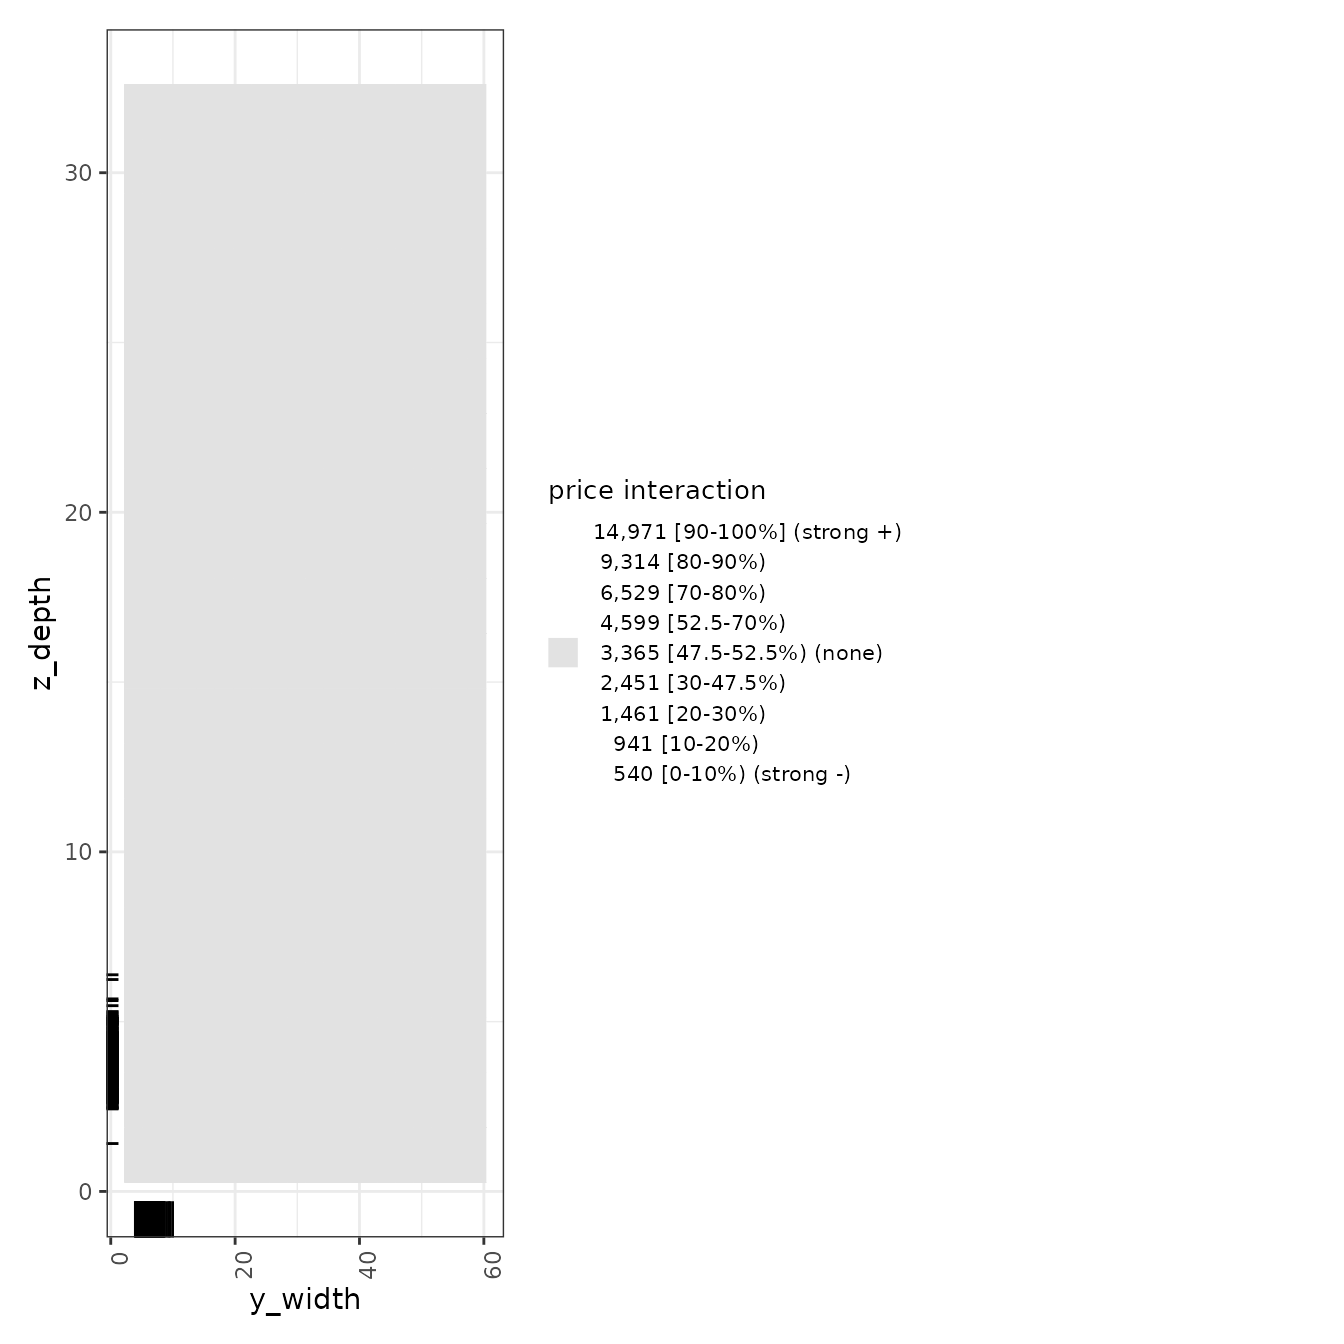 30
20
10
0
z_depth
0
20
40
60
y_width
price interaction
14,971 [90-100%] (strong +)
9,314 [80-90%)
6,529 [70-80%)
4,599 [52.5-70%)
3,365 [47.5-52.5%) (none)
2,451 [30-47.5%)
1,461 [20-30%)
941 [10-20%)
540 [0-10%) (strong -)